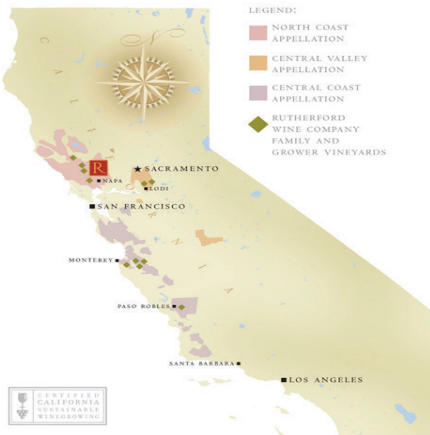 LEGEND:
NORTH COAST
APPELLATION
CENTRAL VALLEY
APPELLATION
CENTRAL COAST
APPELLATION
RUTHERFORD
WINE COMPANY
FAMILY AND
GROWER VINEYARDS
N
C A L I F O R N I A
R
SACRAMENTO
NAPA
LODI
SAN FRANCISCO
MONTEREY
PASO ROBLES
SANTA BARBARA
LOS ANGELES
CERTIFIED
CALIFORNIA
SUSTAINABLE
WINEGROWING